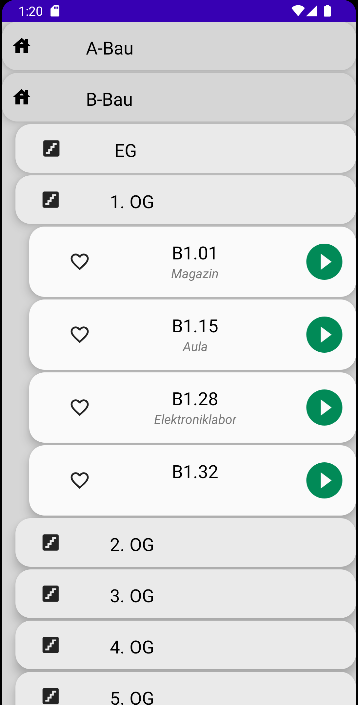 1:20
A-Bau
B-Bau
EG
1. OG
B1.01
Magazin
B1.15
Aula
B1.28
Elektroniklabor
B1.32
2. OG
3. OG
4. OG
5. OG